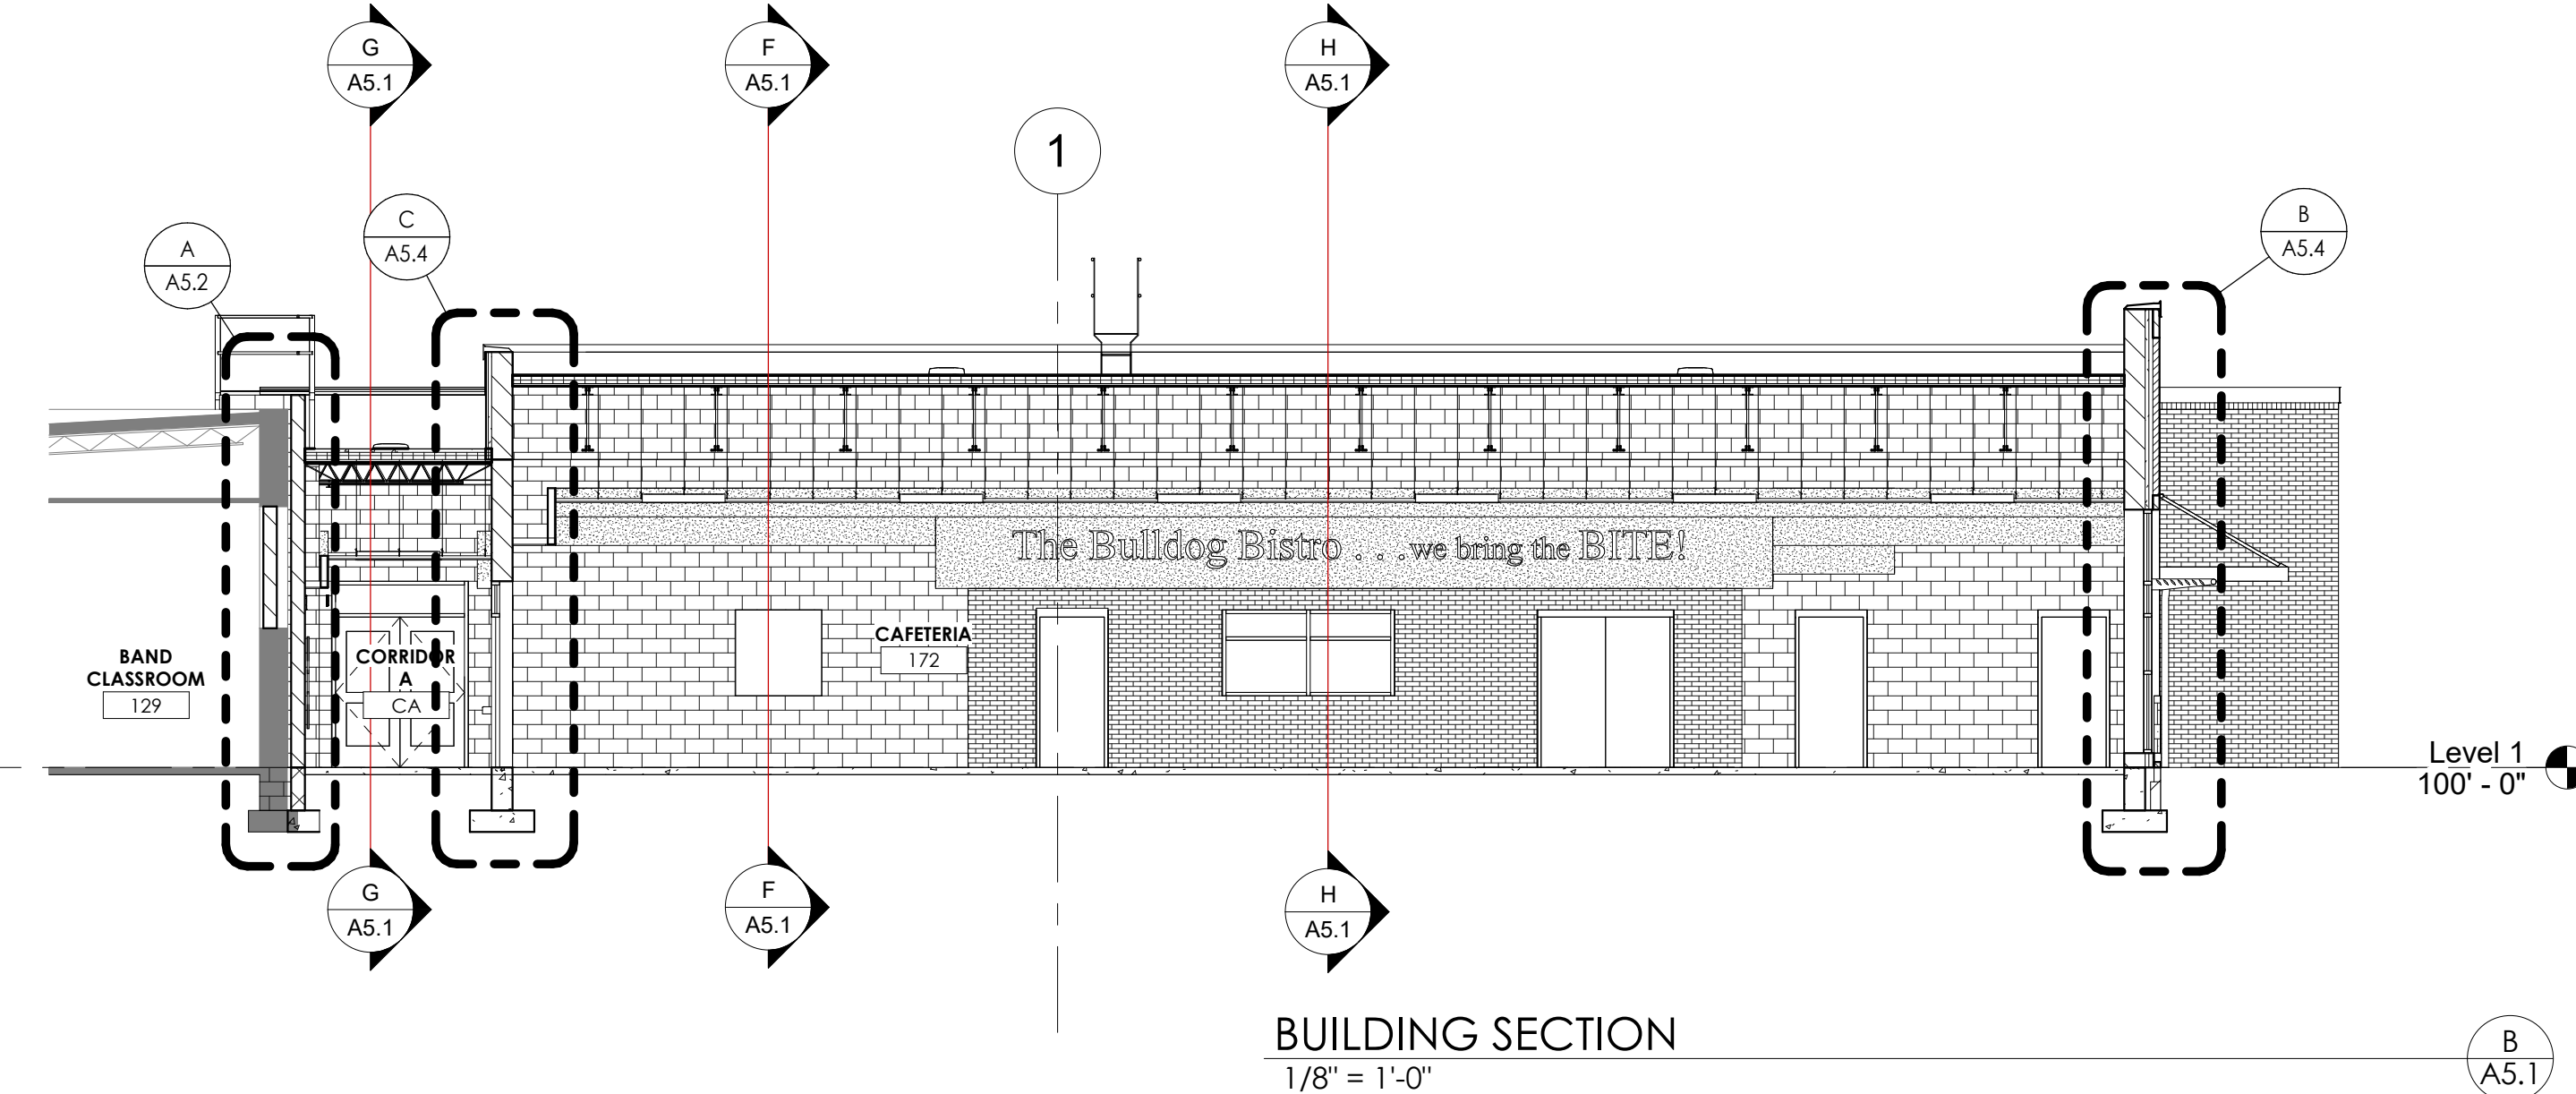 G
A5.1
F
A5.1
H
A5.1
1
C
A5.4
A
A5.2
B
A5.4
The Bulldog Bistro . . .we bring the BITE!
CAFETERIA
172
BAND
CLASSROOM
129
CORRIDOR
A
CA
Level 1
100' - 0"
G
A5.1
F
A5.1
H
A5.1
BUILDING SECTION
1/8" = 1'-0"
B
A5.1